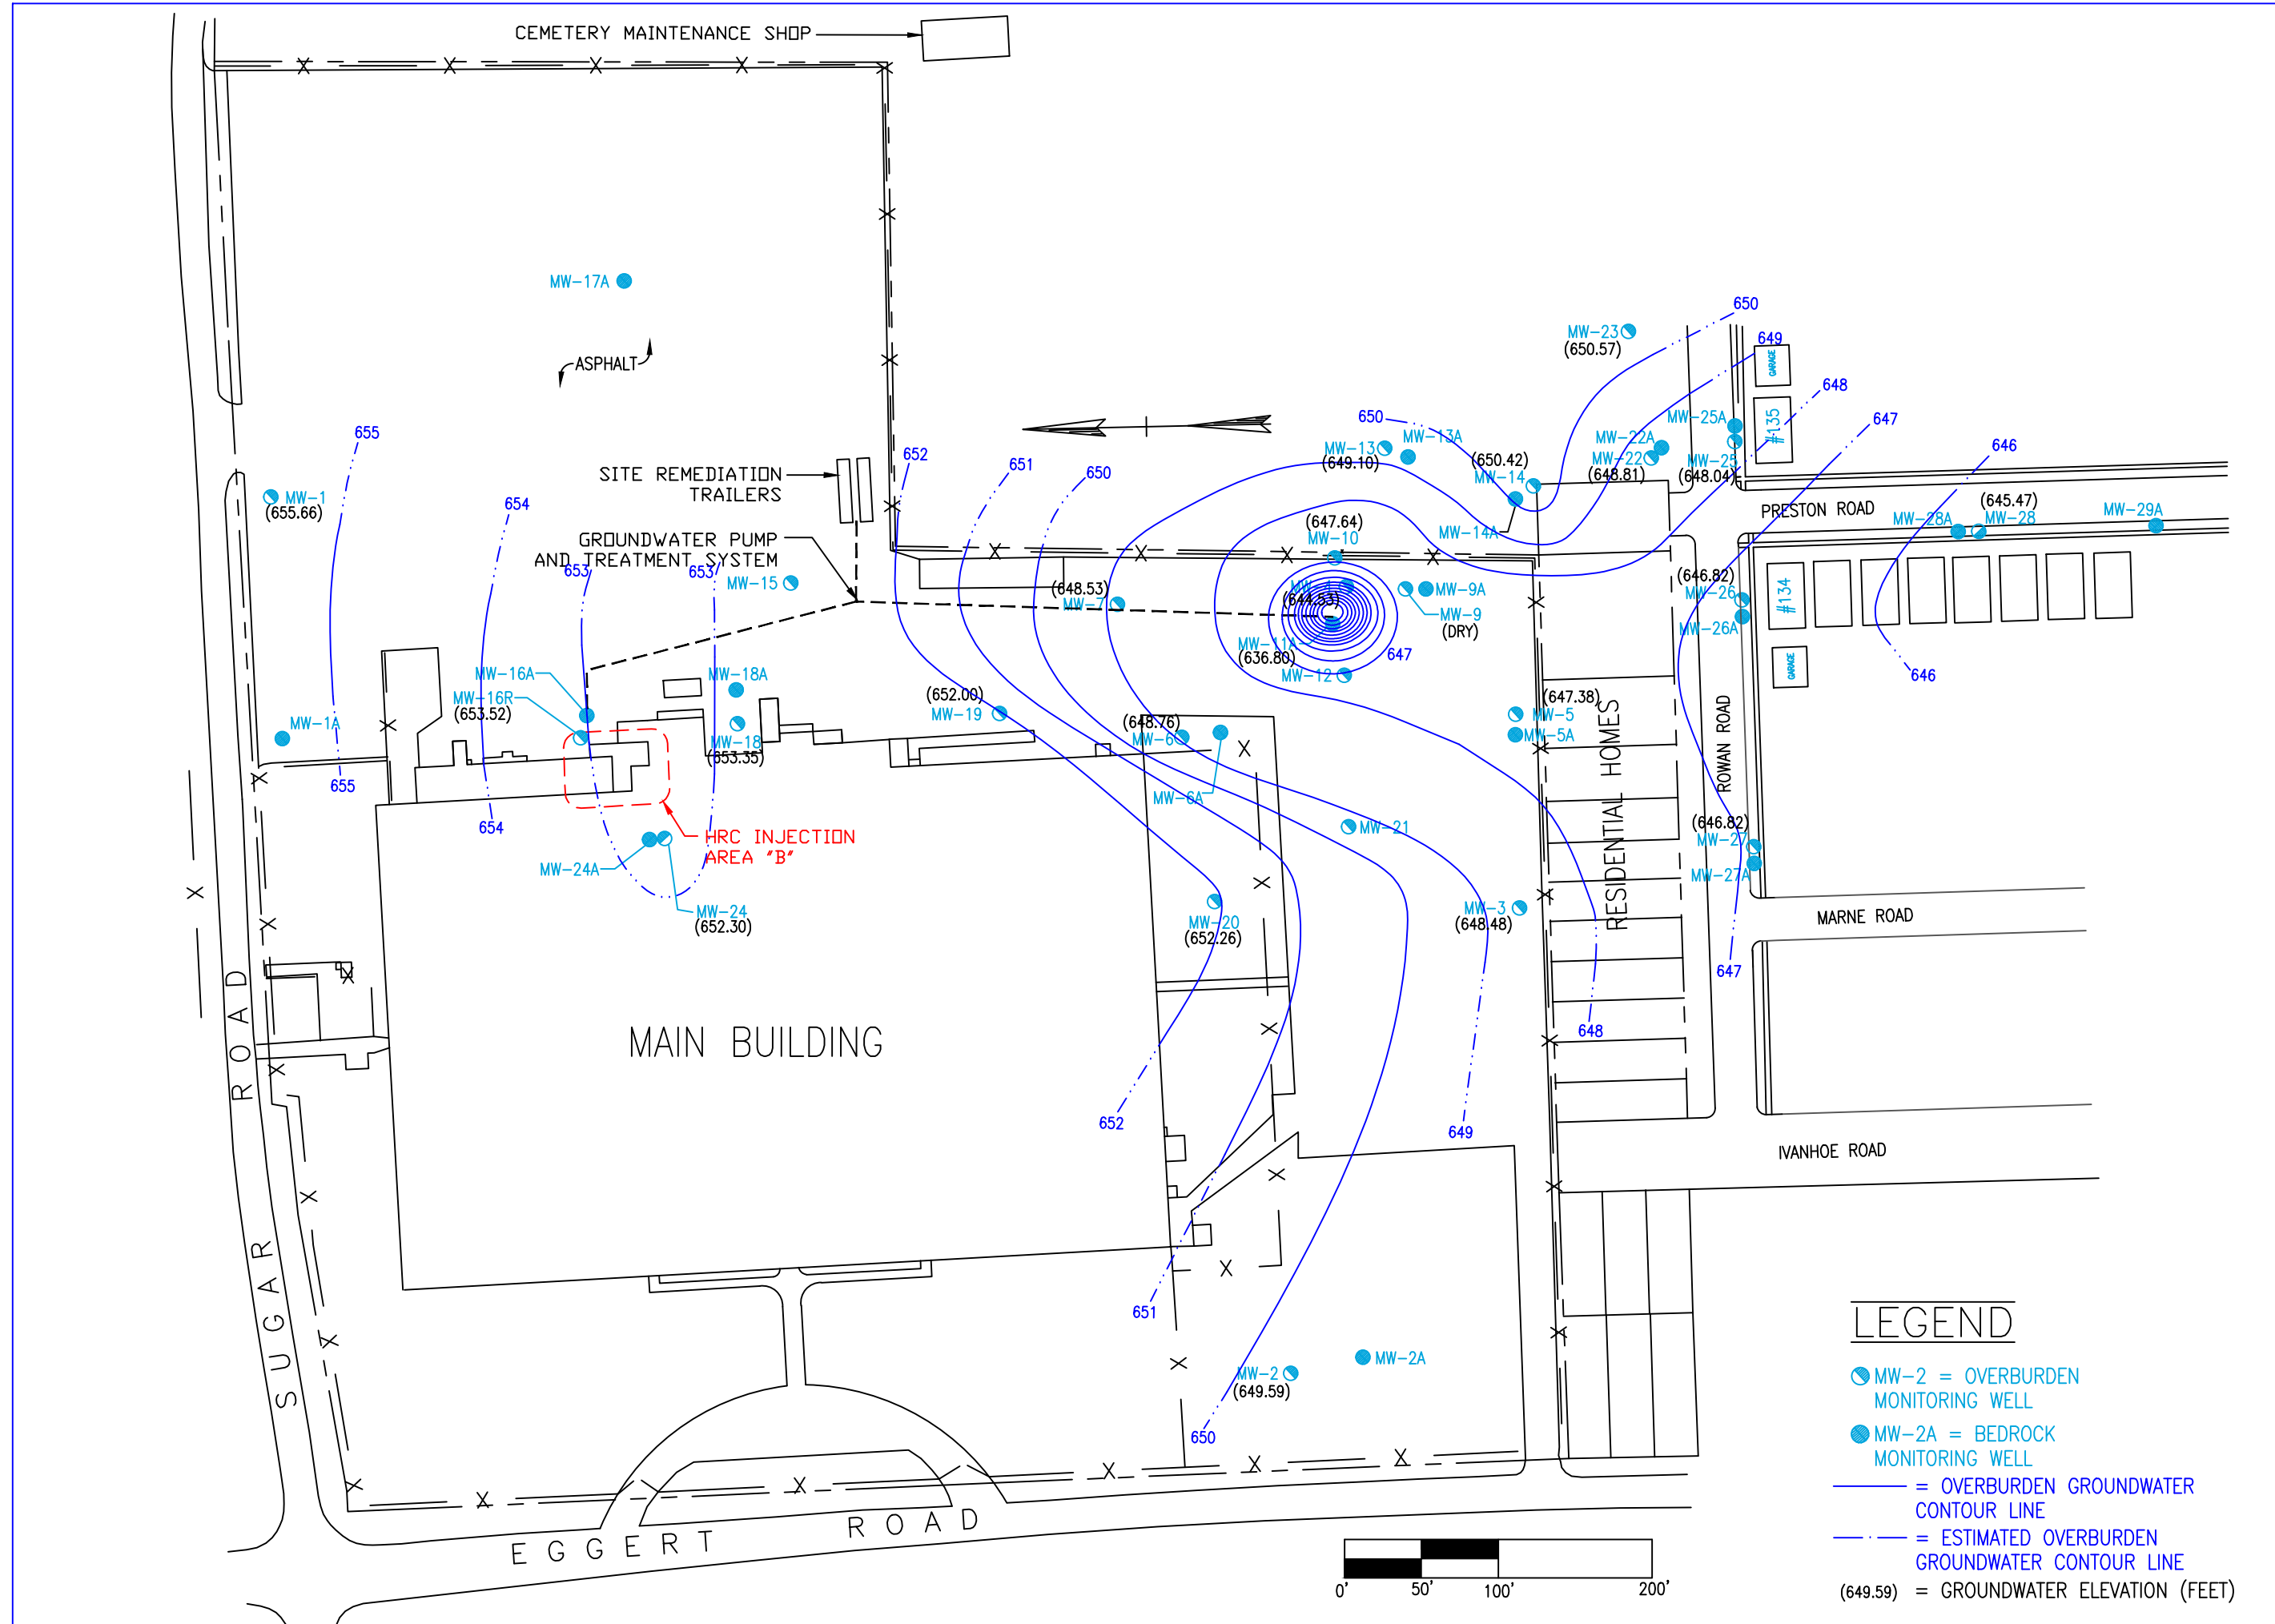 CEMETERY MAINTENANCE SHOP
MW-17A
ASPHALT
MW-23
(650.57)
650
649
GARAGE
648
647
646
#135
655
654
653
653
652
651
650
650
MW-1
(655.66)
SITE REMEDIATION
TRAILERS
GROUNDWATER PUMP
AND TREATMENT SYSTEM
MW-15
MW-13
(649.10)
MW-13A
(650.42)
MW-14
MW-14A
MW-25A
MW-22A
MW-22
(648.81)
MW-25
(648.04)
PRESTON ROAD
(645.47)
MW-28A
MW-28
MW-29A
(647.64)
MW-10
(648.53)
MW-7
MW-4
(644.53)
MW-9A
MW-9
(DRY)
MW-11A
(636.80)
MW-12
647
(646.82)
MW-26
MW-26A
#134
GARAGE
646
MW-16A
MW-16R
(653.52)
MW-18A
MW-18
(653.35)
MW-1A
655
654
(652.00)
MW-19
(648.76)
MW-6
MW-6A
(647.38)
MW-5
MW-5A
RESIDENTIAL HOMES
ROWAN ROAD
HRC INJECTION
AREA "B"
MW-24A
MW-24
(652.30)
MW-21
MW-20
(652.26)
MW-3
(648.48)
(646.82)
MW-27
MW-27A
MARNE ROAD
647
648
MAIN BUILDING
652
649
IVANHOE ROAD
651
650
MW-2
(649.59)
MW-2A
SUGAR ROAD
EGGERT ROAD
LEGEND
MW-2 = OVERBURDEN
MONITORING WELL
MW-2A = BEDROCK
MONITORING WELL
= OVERBURDEN GROUNDWATER
CONTOUR LINE
= ESTIMATED OVERBURDEN
GROUNDWATER CONTOUR LINE
(649.59) = GROUNDWATER ELEVATION (FEET)
0' 50' 100' 200'